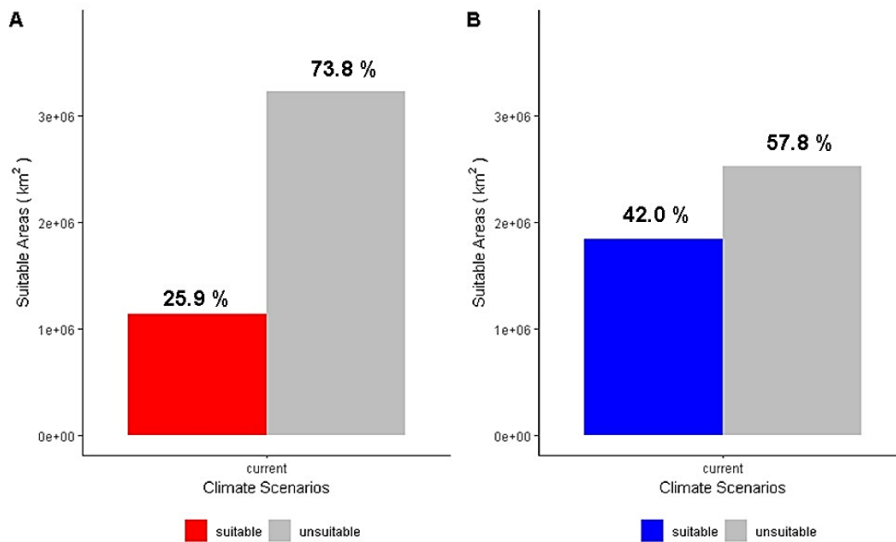 A
73.8 %
25.9 %
3e+06
2e+06
1e+06
0e+00
Suitable Areas ( km² )
current
Climate Scenarios
suitable unsuitable
B
57.8 %
42.0 %
3e+06
2e+06
1e+06
0e+00
Suitable Areas ( km² )
current
Climate Scenarios
suitable unsuitable